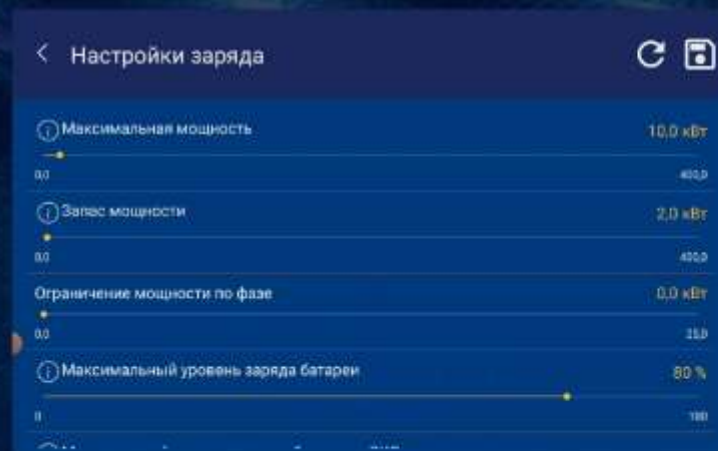 Настройки заряда
Максимальная мощность 10,0 кВт
0,0 400,0
Запас мощности 2,0 кВт
0,0 400,0
Ограничение мощности по фазе 0,0 кВт
0,0 25,0
Максимальный уровень заряда батареи 80 %
0 100